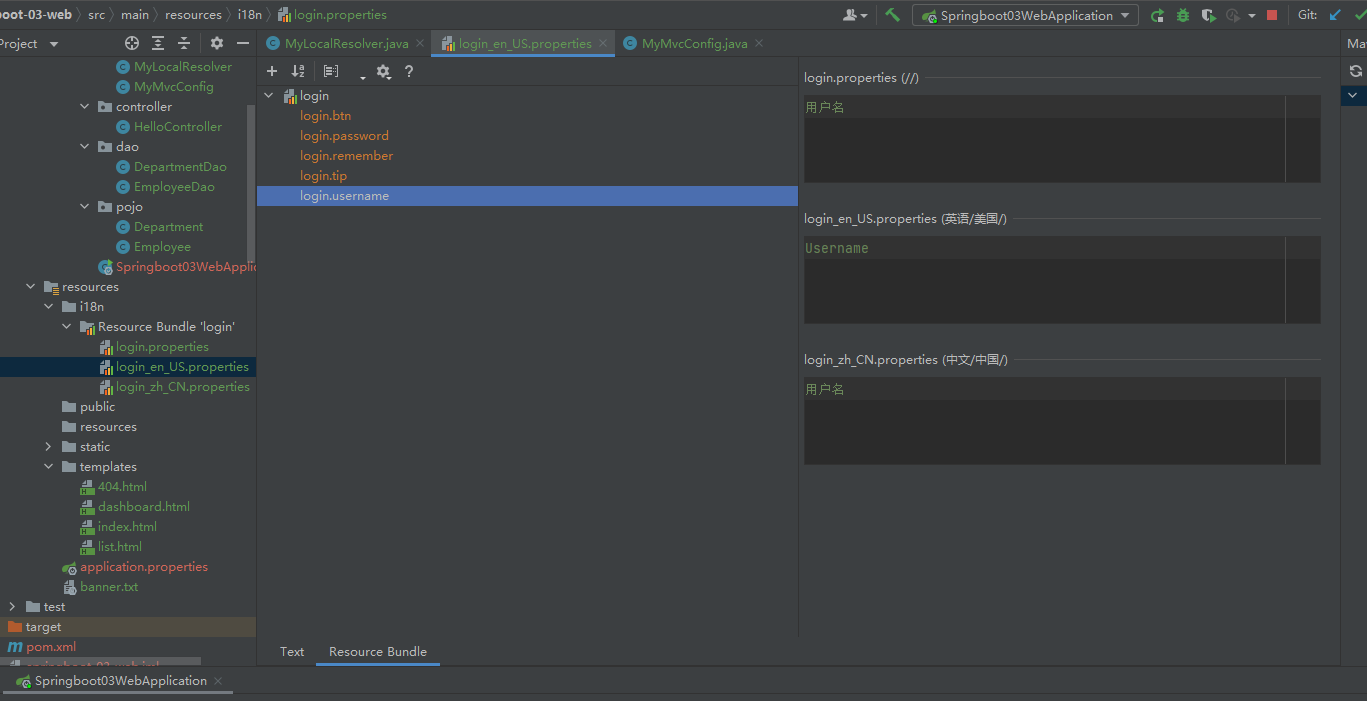 boot-03-web src main resources i18n login.properties
Springboot03WebApplication Git:
Project
MyLocalResolver.java login_en_US.properties MyMvcConfig.java
MyLocalResolver
MyMvcConfig
controller
HelloController
dao
DepartmentDao
EmployeeDao
pojo
Department
Employee
Springboot03WebApplic
resources
i18n
Resource Bundle 'login'
login.properties
login_en_US.properties
login_zh_CN.properties
public
resources
static
templates
404.html
dashboard.html
index.html
list.html
application.properties
banner.txt
test
target
pom.xml
springboot-03-web.iml
login
login.btn
login.password
login.remember
login.tip
login.username
login.properties (//)
用户名
login_en_US.properties (英语/美国/)
Username
login_zh_CN.properties (中文/中国/)
用户名
Text Resource Bundle
Springboot03WebApplication